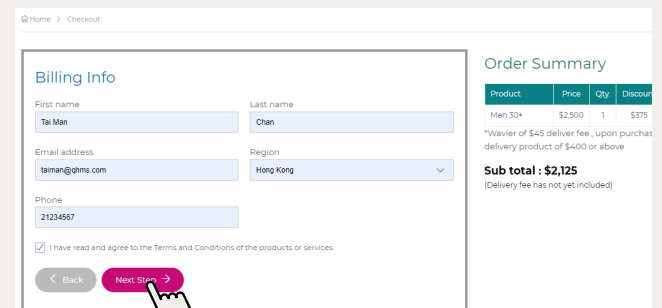 Home > Checkout
Billing Info
First name
Last name
Tai Man
Chan
Email address
Region
taiman@qhms.com
Hong Kong
Phone
21234567
I have read and agree to the Terms and Conditions of the products or services.
Back
Next Step
Order Summary
Product Price Qty. Discoun
Men 30+ $2,500 1 $375
*Wavier of $45 deliver fee , upon purchas
delivery product of $400 or above
Sub total : $2,125
(Delivery fee has not yet included)